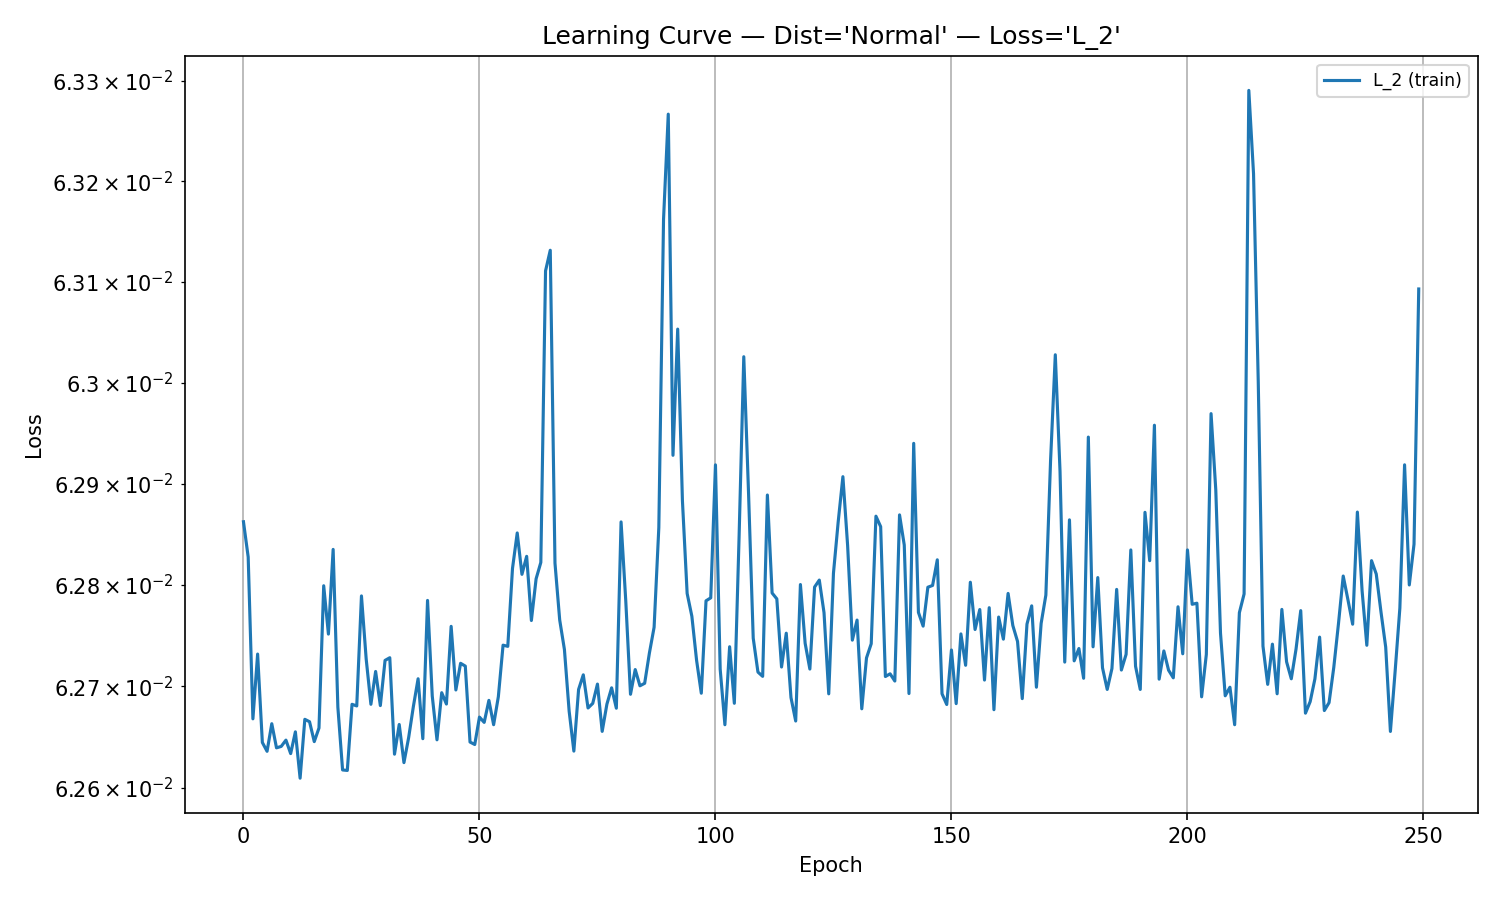 Learning Curve — Dist='Normal' — Loss='L_2'
L_2 (train)
6.33 × 10⁻²
6.32 × 10⁻²
6.31 × 10⁻²
6.3 × 10⁻²
6.29 × 10⁻²
6.28 × 10⁻²
6.27 × 10⁻²
6.26 × 10⁻²
Loss
0 50 100 150 200 250
Epoch